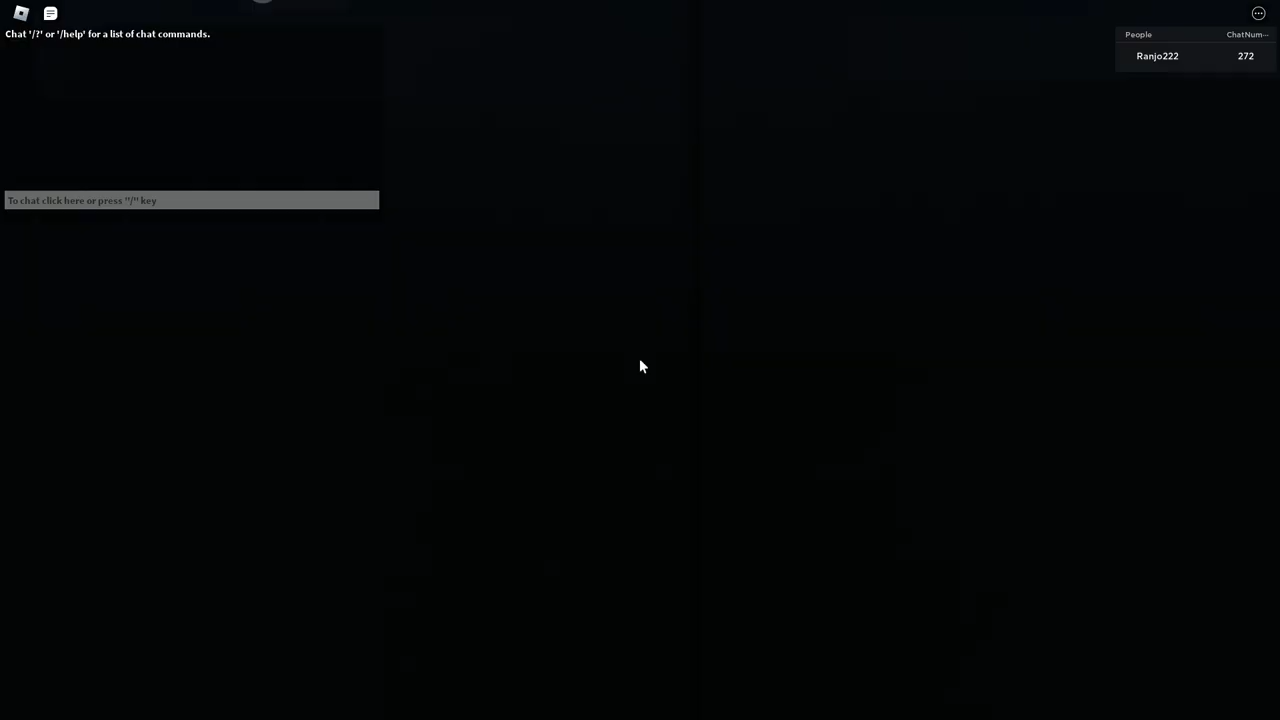 Chat '/?' or '/help' for a list of chat commands.
People ChatNum···
Ranjo222 272
To chat click here or press "/" key